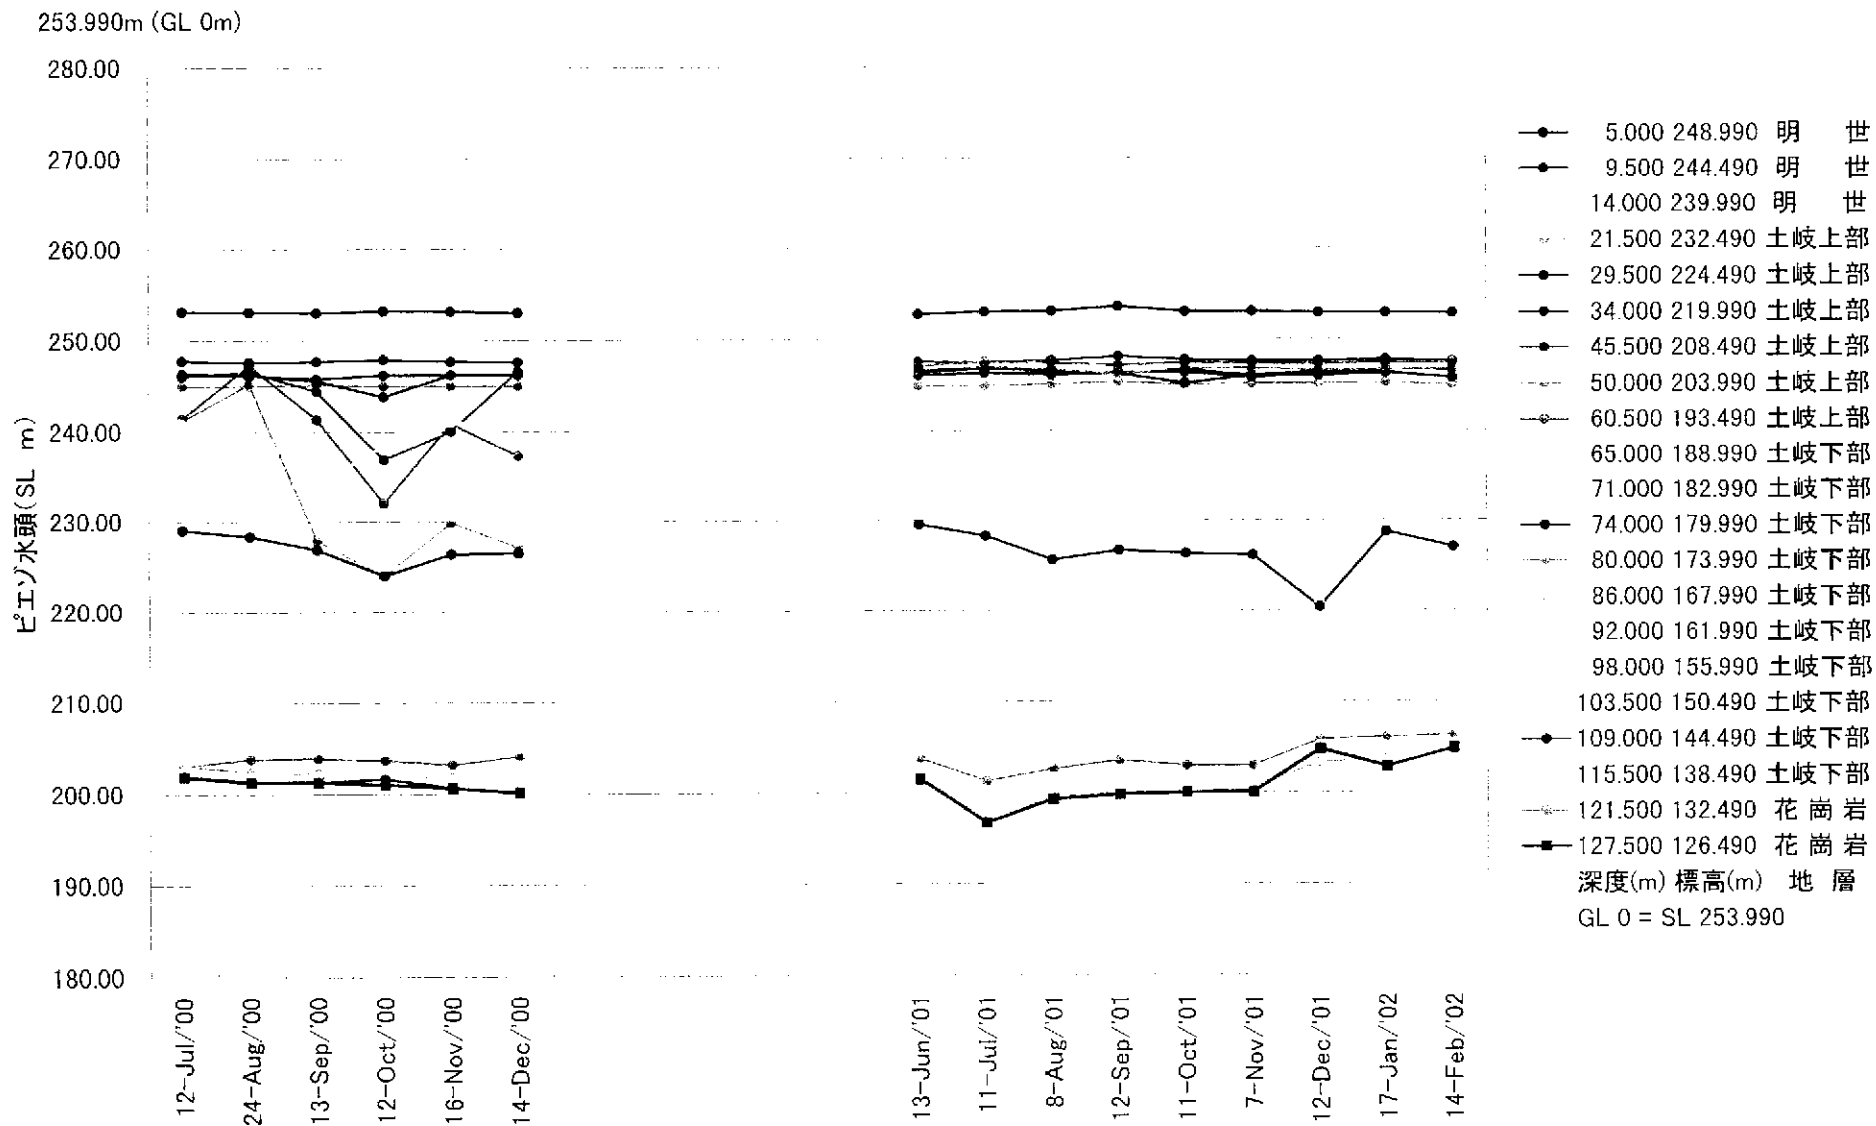 253.990m (GL 0m)
280.00
270.00
260.00
250.00
240.00
230.00
220.00
210.00
200.00
190.00
180.00
ピエゾ水頭(SL m)
12-Jul/'00
24-Aug/'00
13-Sep/'00
12-Oct/'00
16-Nov/'00
14-Dec/'00
13-Jun/'01
11-Jul/'01
8-Aug/'01
12-Sep/'01
11-Oct/'01
7-Nov/'01
12-Dec/'01
17-Jan/'02
14-Feb/'02
5.000 248.990 明 世
9.500 244.490 明 世
14.000 239.990 明 世
21.500 232.490 土岐上部
29.500 224.490 土岐上部
34.000 219.990 土岐上部
45.500 208.490 土岐上部
50.000 203.990 土岐上部
60.500 193.490 土岐上部
65.000 188.990 土岐下部
71.000 182.990 土岐下部
74.000 179.990 土岐下部
80.000 173.990 土岐下部
86.000 167.990 土岐下部
92.000 161.990 土岐下部
98.000 155.990 土岐下部
103.500 150.490 土岐下部
109.000 144.490 土岐下部
115.500 138.490 土岐下部
121.500 132.490 花崗岩
127.500 126.490 花崗岩
深度(m) 標高(m) 地 層
GL 0 = SL 253.990